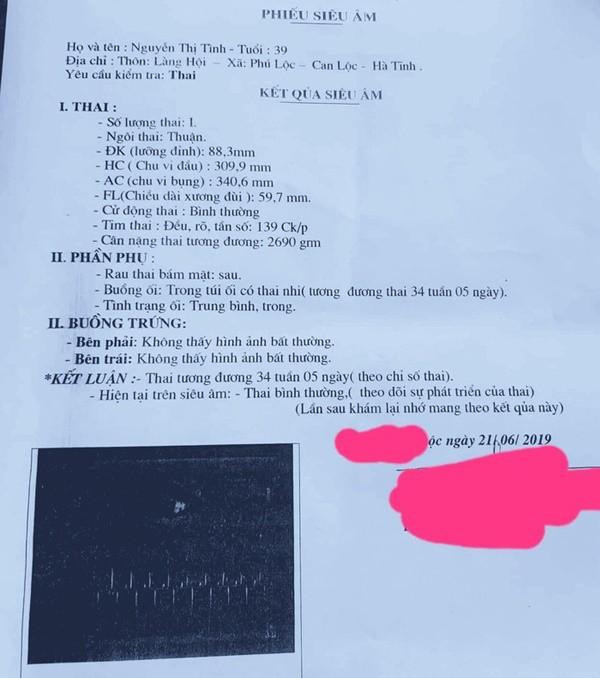 PHIẾU SIÊU ÂM
Họ và tên : Nguyễn Thị Tình - Tuổi : 39
Địa chỉ : Thôn: Làng Hội – Xã: Phú Lộc – Can Lộc - Hà Tĩnh .
Yêu cầu kiểm tra: Thai
KẾT QỦA SIÊU ÂM
I. THAI :
- Số lượng thai: I.
- Ngôi thai: Thuận.
- ĐK (lưỡng đỉnh): 88,3mm
- HC ( Chu vi đầu) : 309,9 mm
- AC (chu vi bụng) : 340,6 mm
- FL(Chiều dài xương đùi ): 59,7 mm.
- Cử động thai : Bình thường
- Tim thai : Đều, rõ, tần số: 139 Ck/p
- Cân nặng thai tương đương: 2690 grm
II. PHẦN PHỤ :
- Rau thai bám mặt: sau.
- Buồng ối: Trong túi ối có thai nhi( tương đương thai 34 tuần 05 ngày).
- Tình trạng ối: Trung bình, trong.
II. BUỒNG TRỨNG:
- Bên phải: Không thấy hình ảnh bất thường.
- Bên trái: Không thấy hình ảnh bất thường.
*KẾT LUẬN :- Thai tương đương 34 tuần 05 ngày( theo chỉ số thai).
- Hiện tại trên siêu âm: - Thai bình thường,( theo dõi sự phát triển của thai)
(Lần sau khám lại nhớ mang theo kết qủa này)
ộc ngày 21/06/ 2019